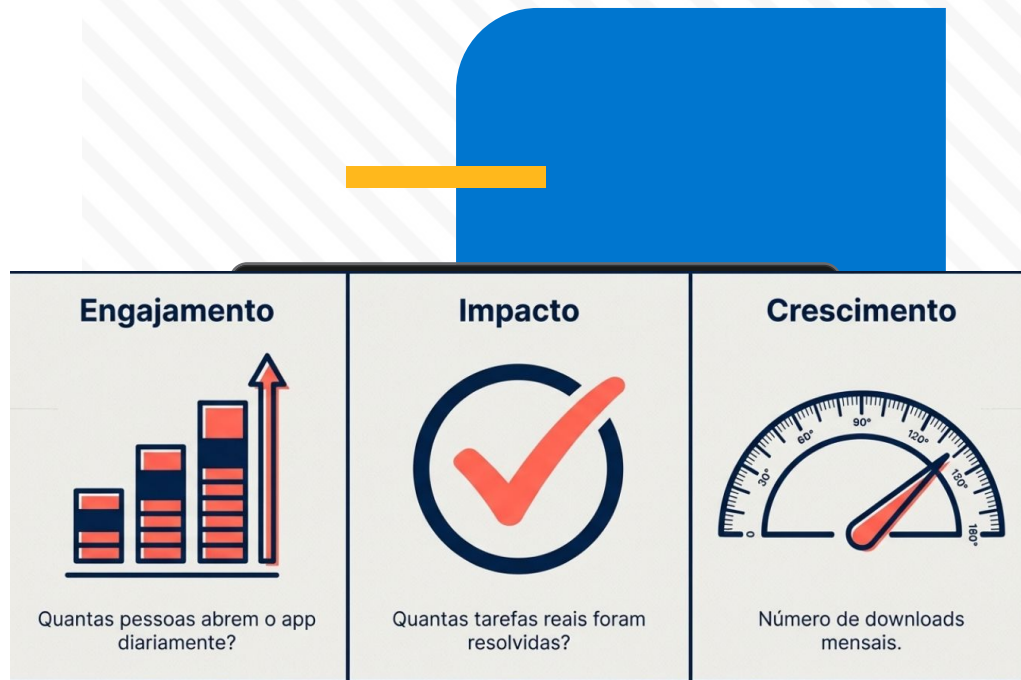 Engajamento
Impacto
Crescimento
0
30°
60°
90°
120°
180°
180°
Quantas pessoas abrem o app
diariamente?
Quantas tarefas reais foram
resolvidas?
Número de downloads
mensais.